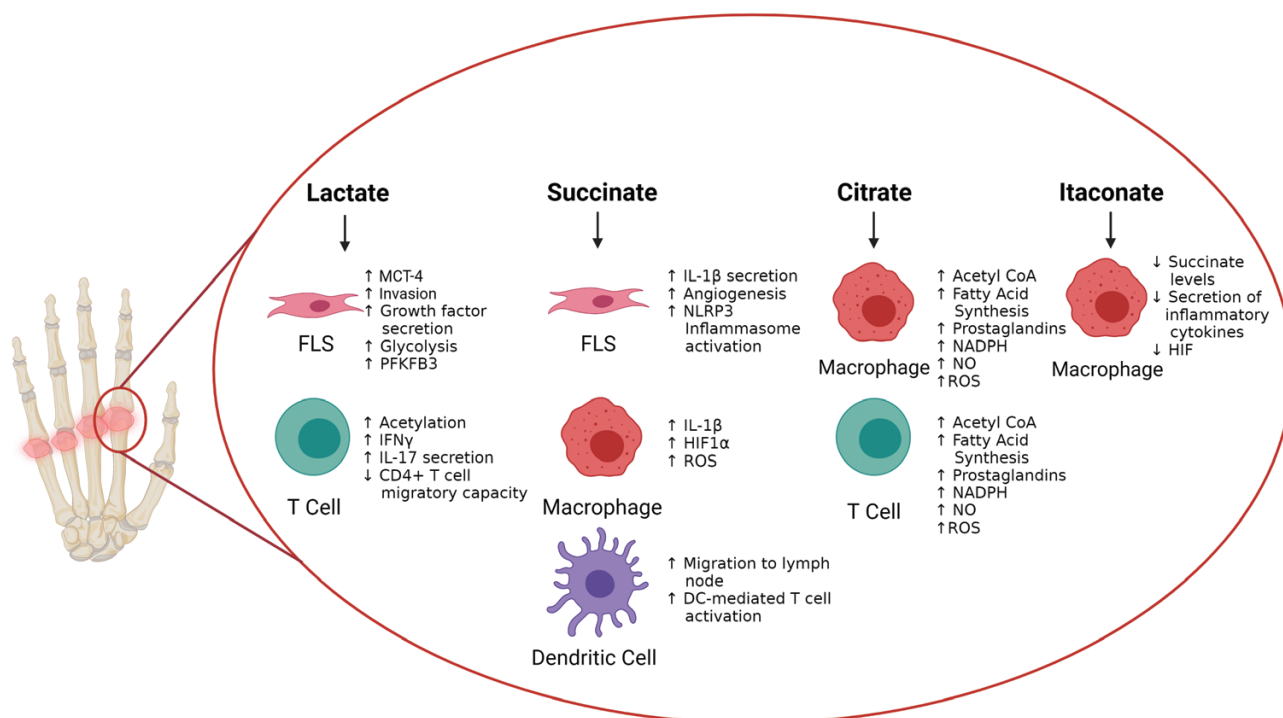 Lactate
↑ MCT-4
↑ Invasion
↑ Growth factor
secretion
↑ Glycolysis
↑ PFKFB3
FLS
↑ Acetylation
↑ IFNγ
↑ IL-17 secretion
↓ CD4+ T cell
migratory capacity
T Cell
Succinate
↑ IL-1β secretion
↑ Angiogenesis
↑ NLRP3
Inflammasome
activation
FLS
↑ IL-1β
↑ HIF1α
↑ ROS
Macrophage
↑ Migration to lymph
node
↑ DC-mediated T cell
activation
Dendritic Cell
Citrate
↑ Acetyl CoA
↑ Fatty Acid
Synthesis
↑ Prostaglandins
↑ NADPH
↑ NO
↑ROS
Macrophage
↑ Acetyl CoA
↑ Fatty Acid
Synthesis
↑ Prostaglandins
↑ NADPH
↑ NO
↑ROS
T Cell
Itaconate
↓ Succinate
levels
↓ Secretion of
inflammatory
cytokines
↓ HIF
Macrophage